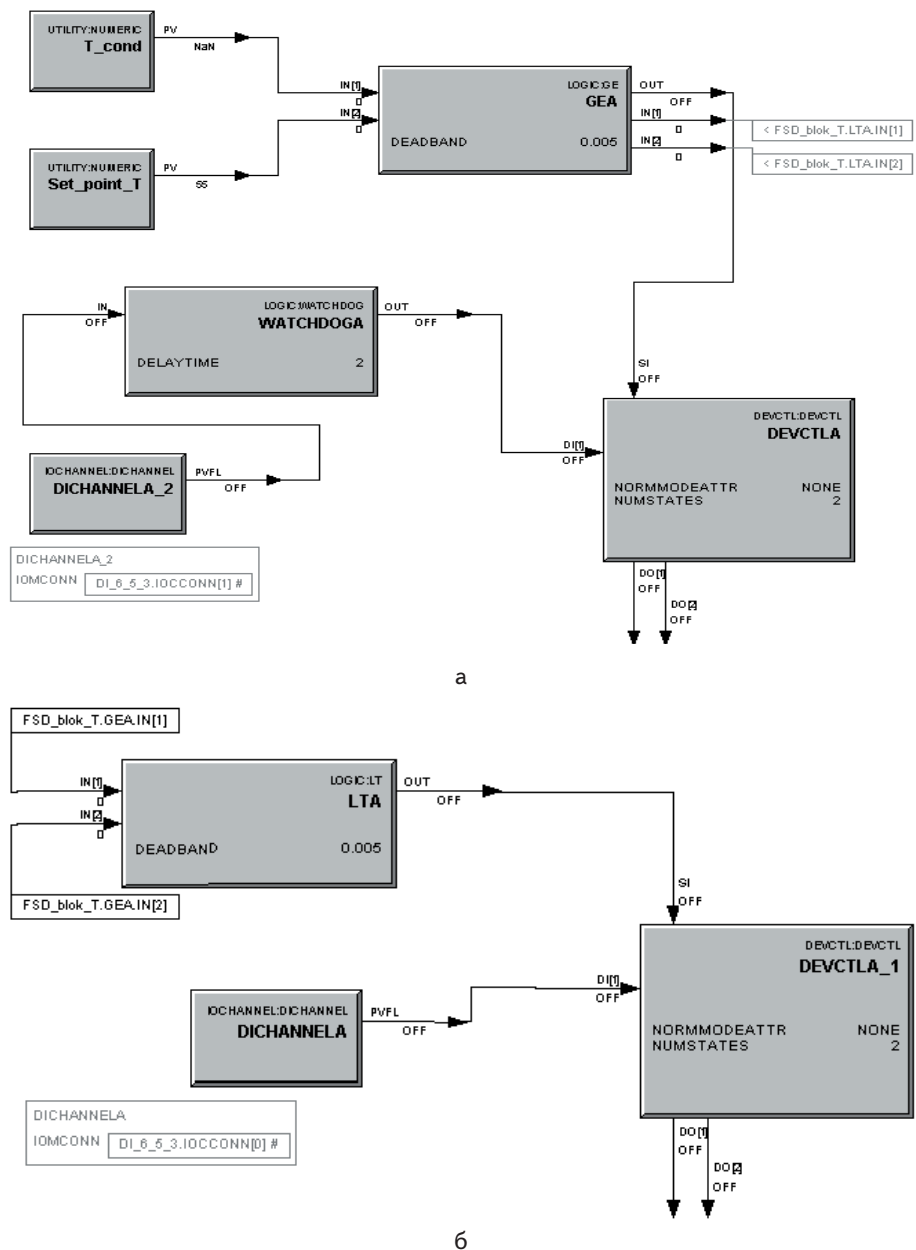 UTILITY:NUMERIC
T_cond
PV
NaN
UTILITY:NUMERIC
Set_point_T
PV
55
IN[1]
[]
IN[2]
[]
LOGIC:GE
GEA
DEADBAND 0.005
OUT
OFF
IN[1]
[]
IN[2]
[]
< FSD_blok_T.LTA.IN[1]
< FSD_blok_T.LTA.IN[2]
IN
OFF
LOGIC:WATCHDOG
WATCHDOGA
DELAYTIME 2
OUT
OFF
IOCHANNEL:DICHANNEL
DICHANNELA_2
PVFL
OFF
DICHANNELA_2
IOMCONN DI_6_5_3.IOCCONN[1] #
SI
OFF
DI[1]
OFF
DEVCTL:DEVCTL
DEVCTLA
NORMMODEATTR NONE
NUMSTATES 2
DO[1]
OFF
DO[2]
OFF
а
FSD_blok_T.GEA.IN[1]
IN[1]
[]
IN[2]
[]
LOGIC:LT
LTA
DEADBAND 0.005
OUT
OFF
FSD_blok_T.GEA.IN[2]
IOCHANNEL:DICHANNEL
DICHANNELA
PVFL
OFF
DICHANNELA
IOMCONN DI_6_5_3.IOCCONN[0] #
SI
OFF
DI[1]
OFF
DEVCTL:DEVCTL
DEVCTLA_1
NORMMODEATTR NONE
NUMSTATES 2
DO[1]
OFF
DO[2]
OFF
б